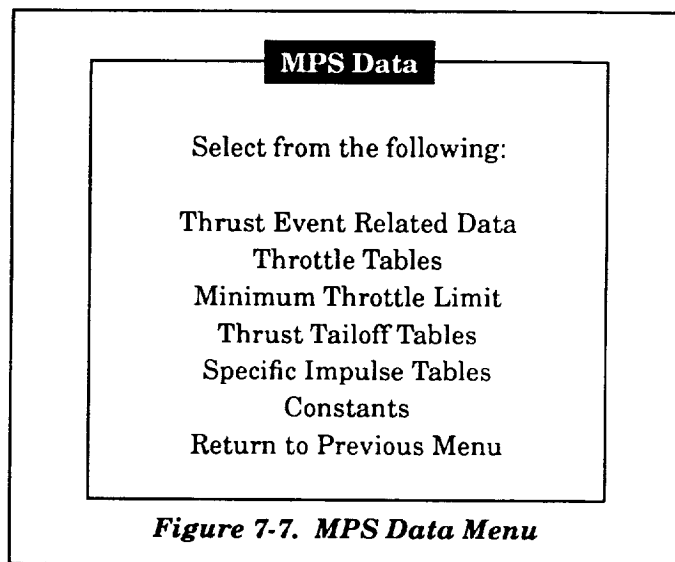 MPS Data
Select from the following:
Thrust Event Related Data
Throttle Tables
Minimum Throttle Limit
Thrust Tailoff Tables
Specific Impulse Tables
Constants
Return to Previous Menu
Figure 7-7. MPS Data Menu